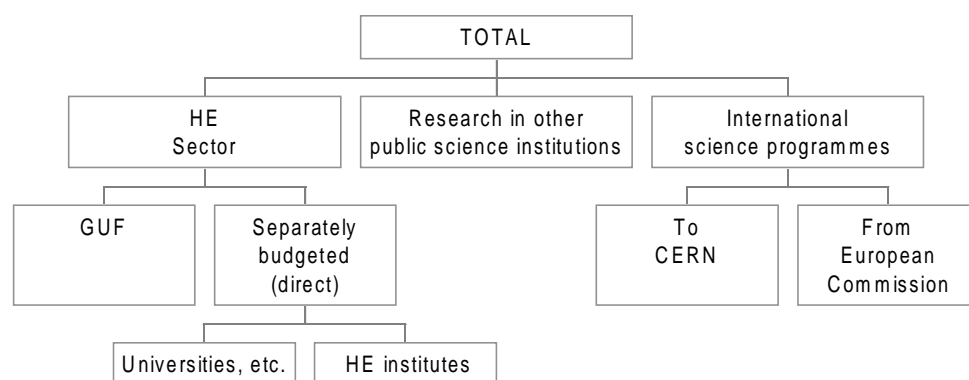 TOTAL
HE
Sector
Research in other
public science institutions
International
science programmes
GUF
Separately
budgeted
(direct)
To
CERN
From
European
Commission
Universities, etc.
HE institutes